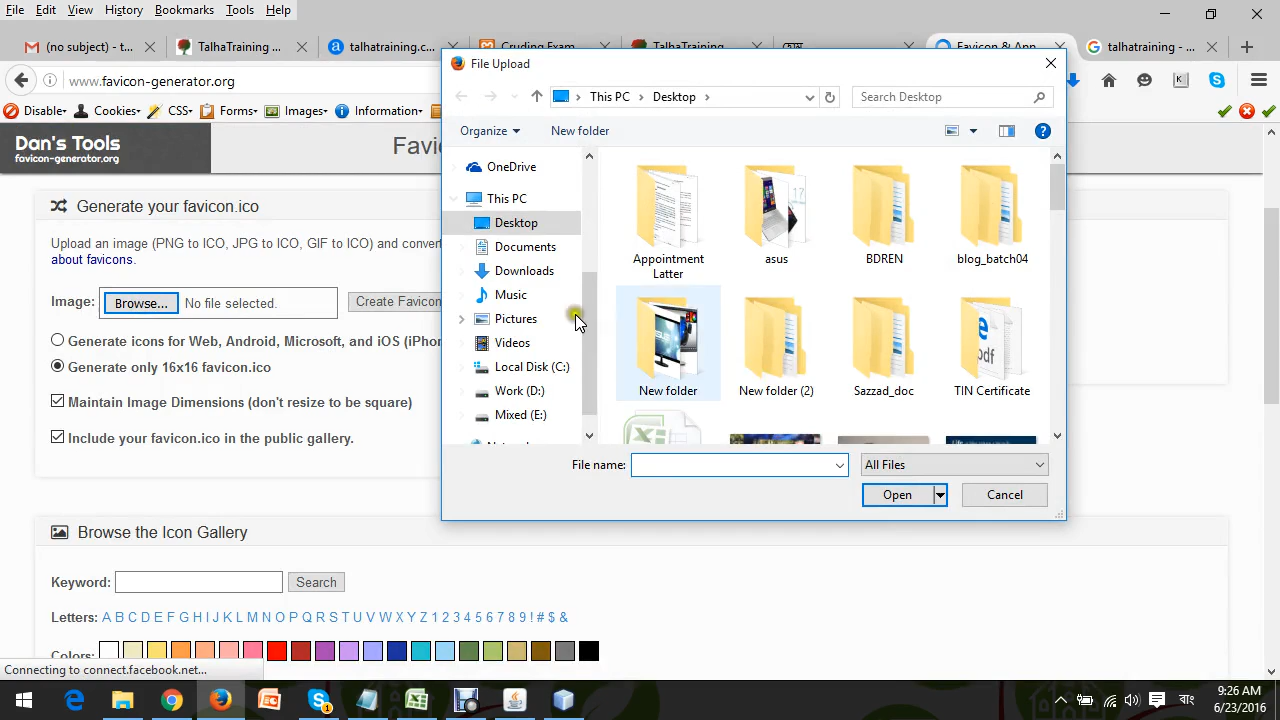 File Edit View History Bookmarks Tools Help
(no subject) - t... TalhaTraining ... talhatraining.c... Cruding Exam TalhaTraining Favicon & App talhatraining - ...
www.favicon-generator.org
Disable Cookies CSS Forms Images Information
Dan's Tools
favicon-generator.org
Generate your favicon.ico
Upload an image (PNG to ICO, JPG to ICO, GIF to ICO) and conver
about favicons.
Image: Browse... No file selected. Create Favicon
Generate icons for Web, Android, Microsoft, and iOS (iPho
Generate only 16x16 favicon.ico
Maintain Image Dimensions (don't resize to be square)
Include your favicon.ico in the public gallery.
Browse the Icon Gallery
Keyword: Search
Letters: A B C D E F G H I J K L M N O P Q R S T U V W X Y Z 1 2 3 4 5 6 7 8 9 ! # $ &
Colors:
Connecting to connect.facebook.net...
File Upload
This PC Desktop Search Desktop
Organize New folder
OneDrive
This PC
Desktop
Documents
Downloads
Music
Pictures
Videos
Local Disk (C:)
Work (D:)
Mixed (E:)
Appointment Latter
asus
BDREN
blog_batch04
New folder
New folder (2)
Sazzad_doc
TIN Certificate
File name: All Files
Open Cancel
9:26 AM
6/23/2016